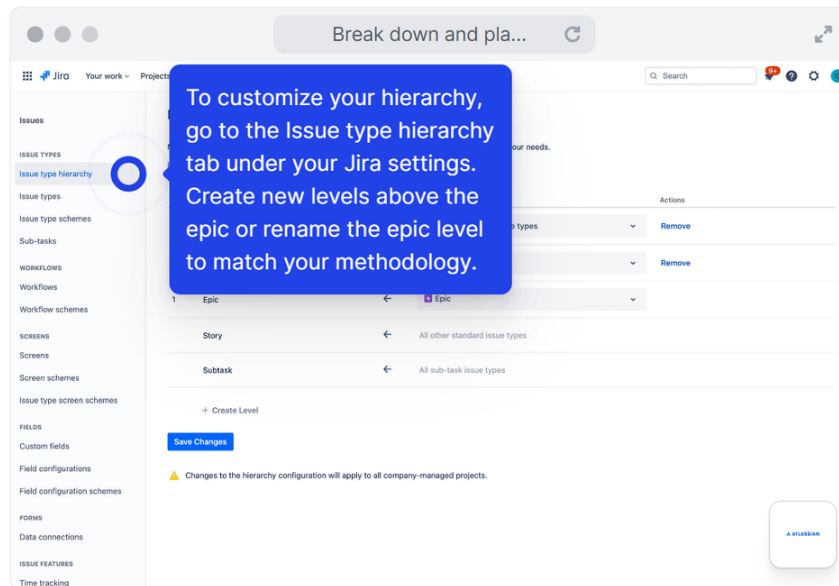 Break down and pla...
Jira Your work Projects
Search
9+
Issues
ISSUE TYPES
Issue type hierarchy
Issue types
Issue type schemes
Sub-tasks
WORKFLOWS
Workflows
Workflow schemes
SCREENS
Screens
Screen schemes
Issue type screen schemes
FIELDS
Custom fields
Field configurations
Field configuration schemes
FORMS
Data connections
ISSUE FEATURES
Time tracking
To customize your hierarchy,
go to the Issue type hierarchy
tab under your Jira settings.
Create new levels above the
epic or rename the epic level
to match your methodology.
our needs.
Actions
types
Remove
Remove
1 Epic Epic
Story All other standard issue types
Subtask All sub-task issue types
+ Create Level
Save Changes
Changes to the hierarchy configuration will apply to all company-managed projects.
ATLASSIAN